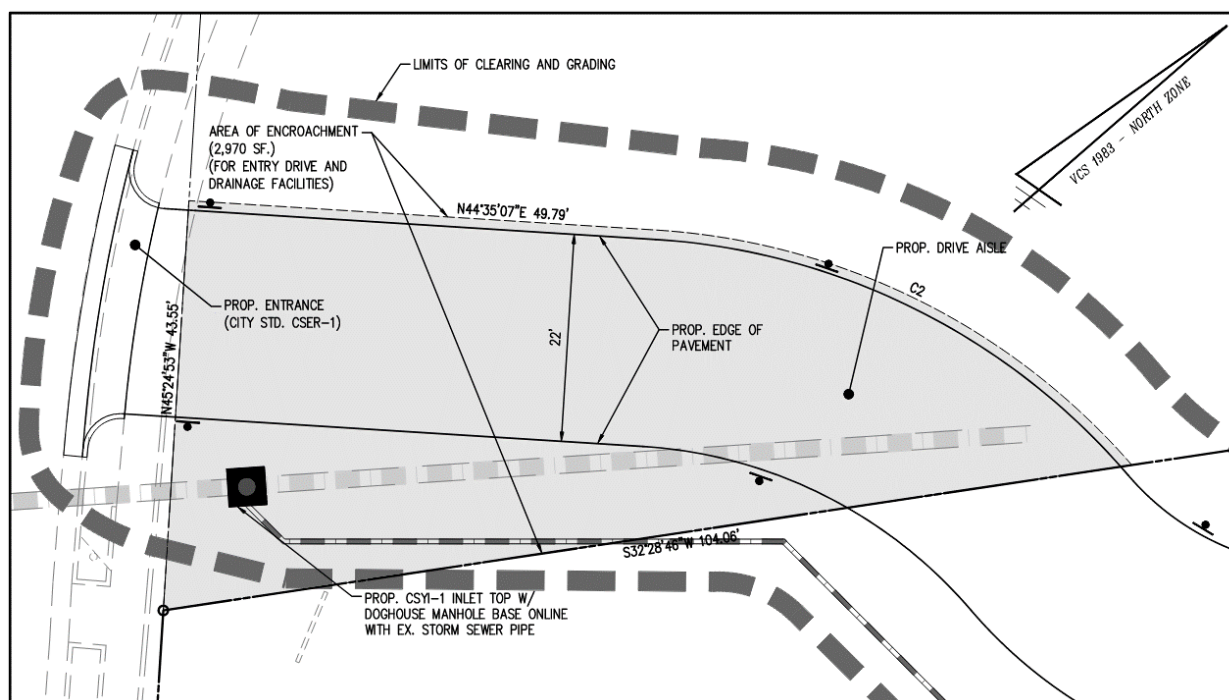 LIMITS OF CLEARING AND GRADING
VCS 1983 - NORTH ZONE
AREA OF ENCROACHMENT
(2,970 SF.)
(FOR ENTRY DRIVE AND
DRAINAGE FACILITIES)
N44°35'07"E 49.79'
PROP. DRIVE AISLE
C2
PROP. ENTRANCE
(CITY STD. CSER-1)
N45°24'53"W 43.55'
22'
PROP. EDGE OF
PAVEMENT
S32°28'46"W 104.06'
PROP. CSYI-1 INLET TOP W/
DOGHOUSE MANHOLE BASE ONLINE
WITH EX. STORM SEWER PIPE